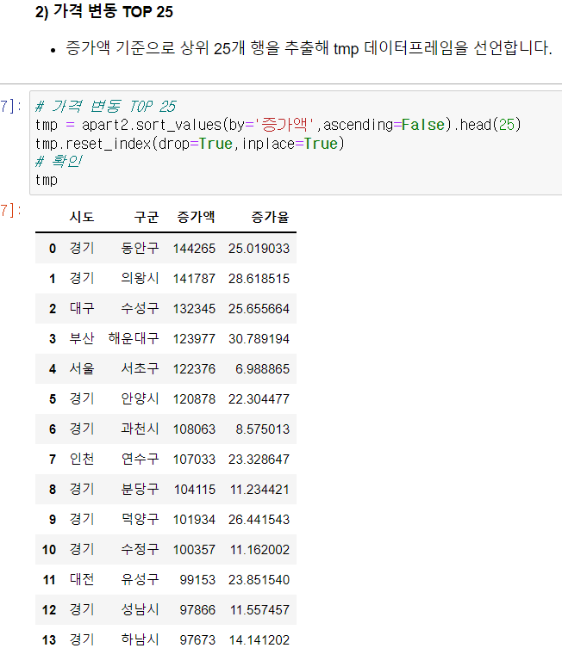 2) 가격 변동 TOP 25
• 증가액 기준으로 상위 25개 행을 추출해 tmp 데이터프레임을 선언합니다.
7]: # 가격 변동 TOP 25
tmp = apart2.sort_values(by='증가액',ascending=False).head(25)
tmp.reset_index(drop=True,inplace=True)
# 확인
tmp
7]:
시도 구군 증가액 증가율
0 경기 동안구 144265 25.019033
1 경기 의왕시 141787 28.618515
2 대구 수성구 132345 25.655664
3 부산 해운대구 123977 30.789194
4 서울 서초구 122376 6.988865
5 경기 안양시 120878 22.304477
6 경기 과천시 108063 8.575013
7 인천 연수구 107033 23.328647
8 경기 분당구 104115 11.234421
9 경기 덕양구 101934 26.441543
10 경기 수정구 100357 11.162002
11 대전 유성구 99153 23.851540
12 경기 성남시 97866 11.557457
13 경기 하남시 97673 14.141202